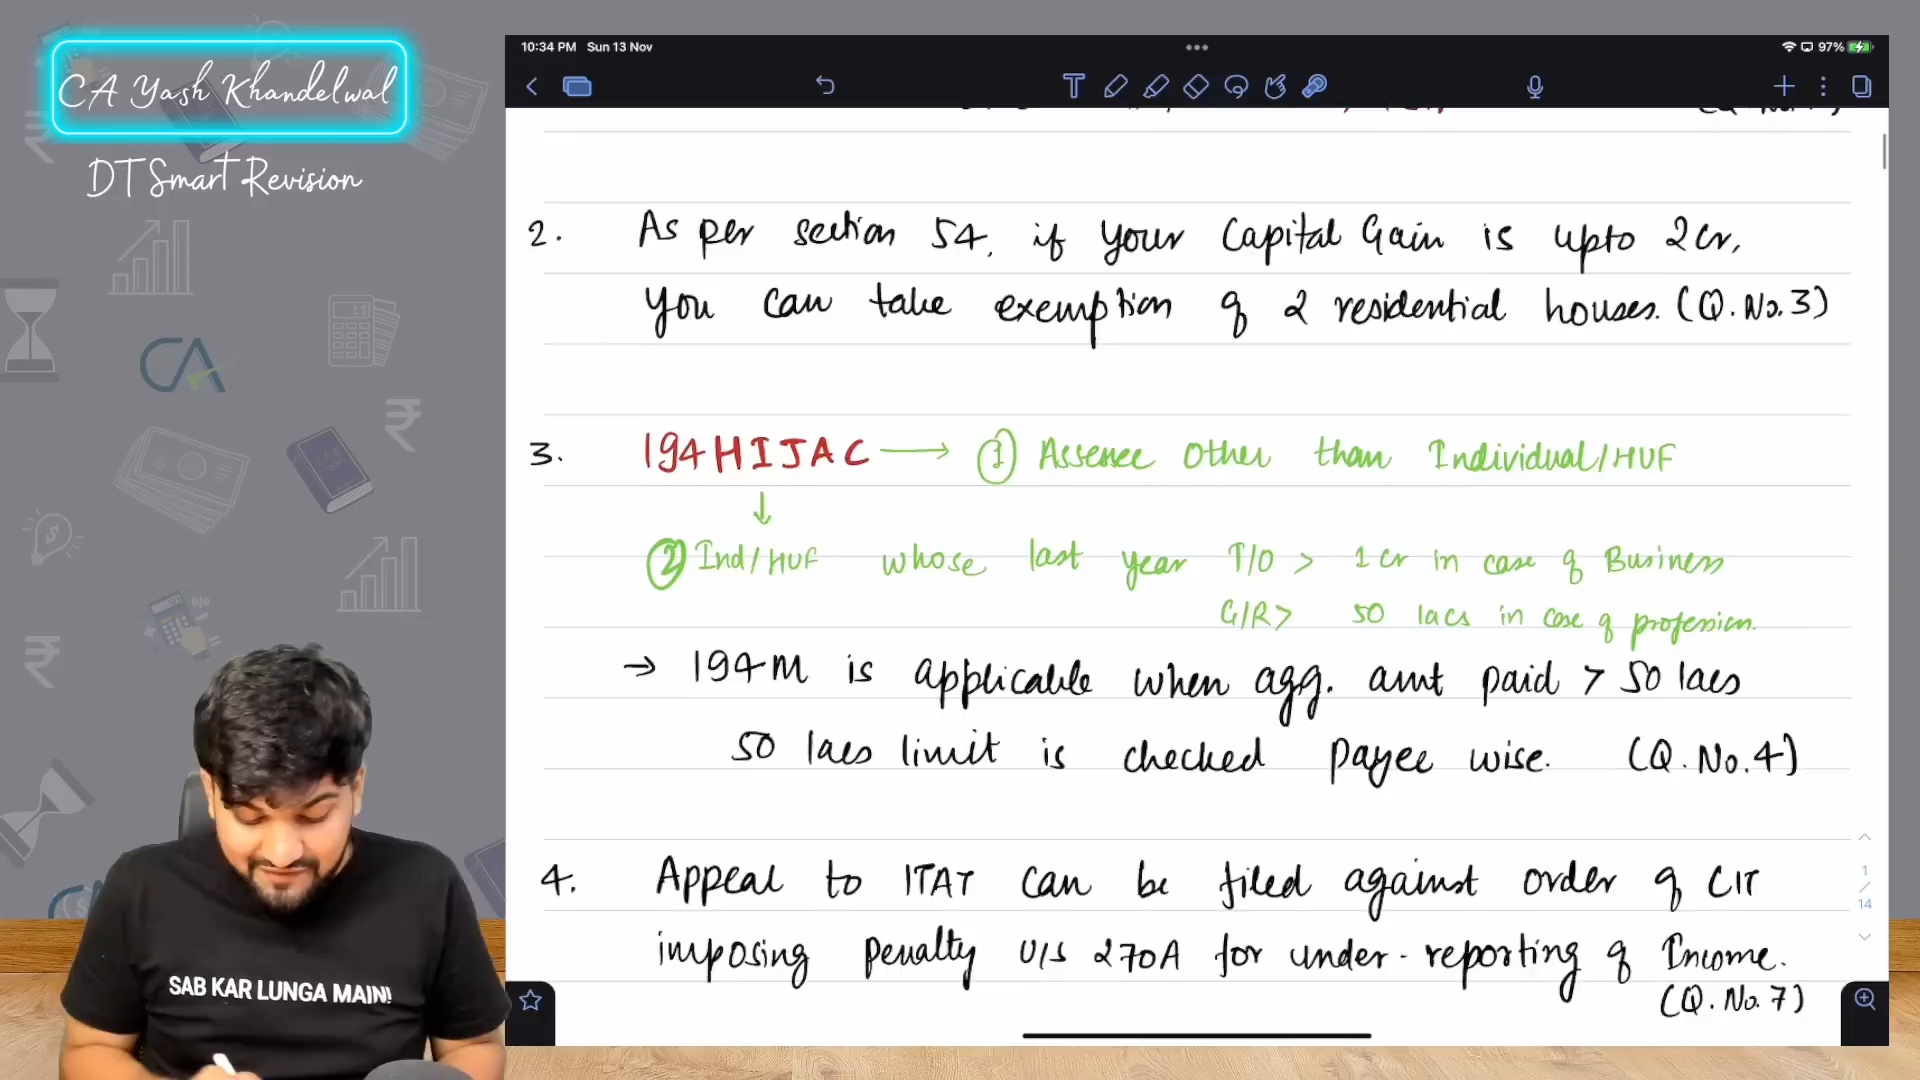 CA Yash Khandelwal
DT Smart Revision
10:34 PM Sun 13 Nov
97%
2. As per section 54, if your Capital Gain is upto 2cr,
you can take exemption of 2 residential houses. (Q. No. 3)
3. 194HIJAC → ① Assessee Other than Individual/HUF
↓
② Ind/HUF whose last year T/O > 1 cr in case of Business
G/R > 50 lacs in case of profession.
→ 194M is applicable when agg. amt paid > 50 lacs
50 lacs limit is checked payee wise. (Q. No. 4)
4. Appeal to ITAT can be filed against order of CIT
imposing penalty U/S 270A for under-reporting of Income.
(Q. No. 7)
1
/
14
CA
SAB KAR LUNGA MAIN!